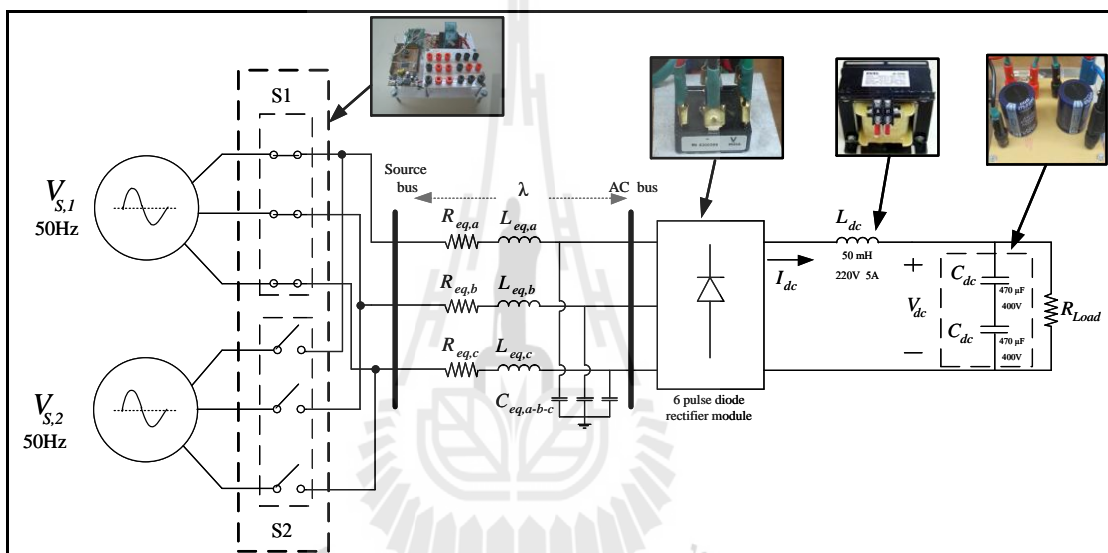 S1
V_{S,1}
50Hz
V_{S,2}
50Hz
S2
Source
bus
λ
AC bus
R_{eq,a}
L_{eq,a}
R_{eq,b}
L_{eq,b}
R_{eq,c}
L_{eq,c}
C_{eq,a-b-c}
6 pulse diode
rectifier module
I_{dc}
L_{dc}
50 mH
220V 5A
+
V_{dc}
−
C_{dc}
470 µF
400V
C_{dc}
470 µF
400V
R_{Load}